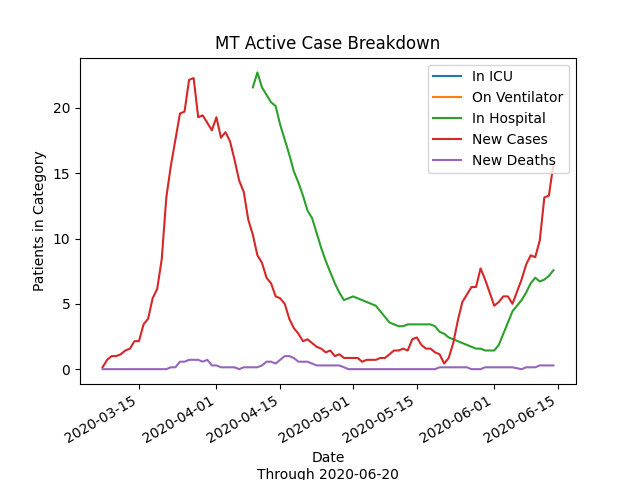 MT Active Case Breakdown
In ICU
On Ventilator
In Hospital
New Cases
New Deaths
Patients in Category
20
15
10
5
0
2020-03-15
2020-04-01
2020-04-15
2020-05-01
2020-05-15
2020-06-01
2020-06-15
Date
Through 2020-06-20